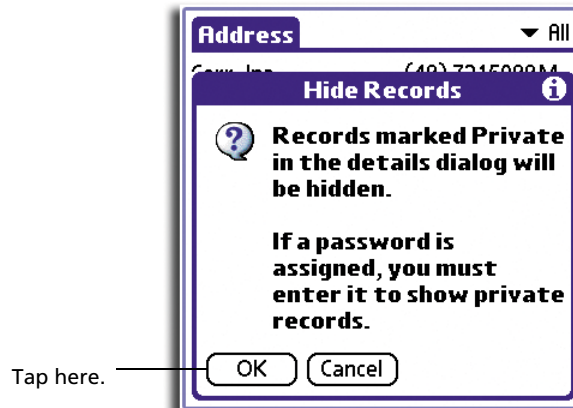 Address
All
Hide Records
Records marked Private
in the details dialog will
be hidden.
If a password is
assigned, you must
enter it to show private
records.
Tap here.
OK
Cancel